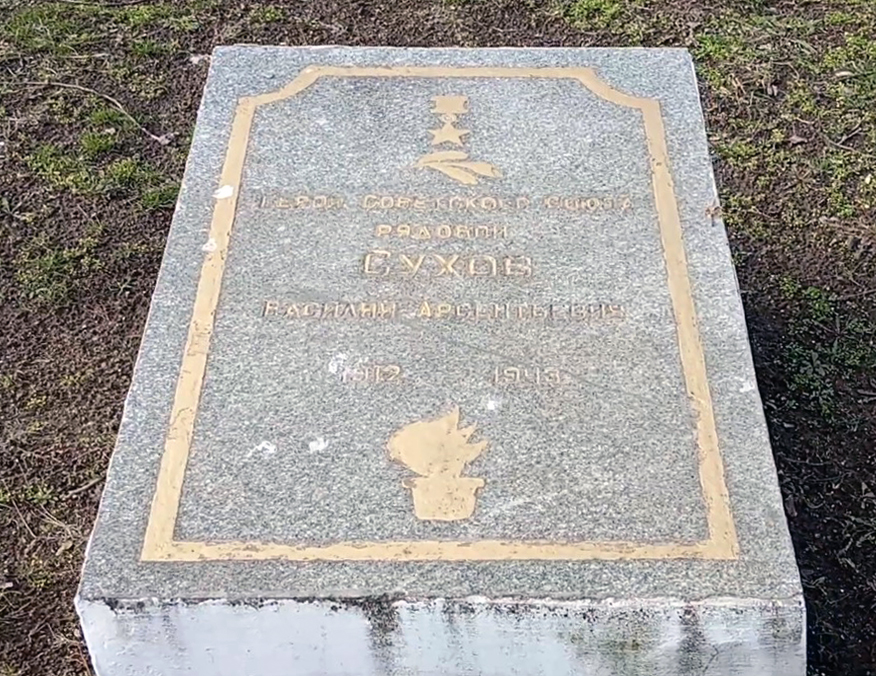 ГЕРОЙ СОВЕТСКОГО СОЮЗА
РЯДОВОЙ
СУХОВ
ВАСИЛИЙ АРСЕНТЬЕВИЧ
1912 1943